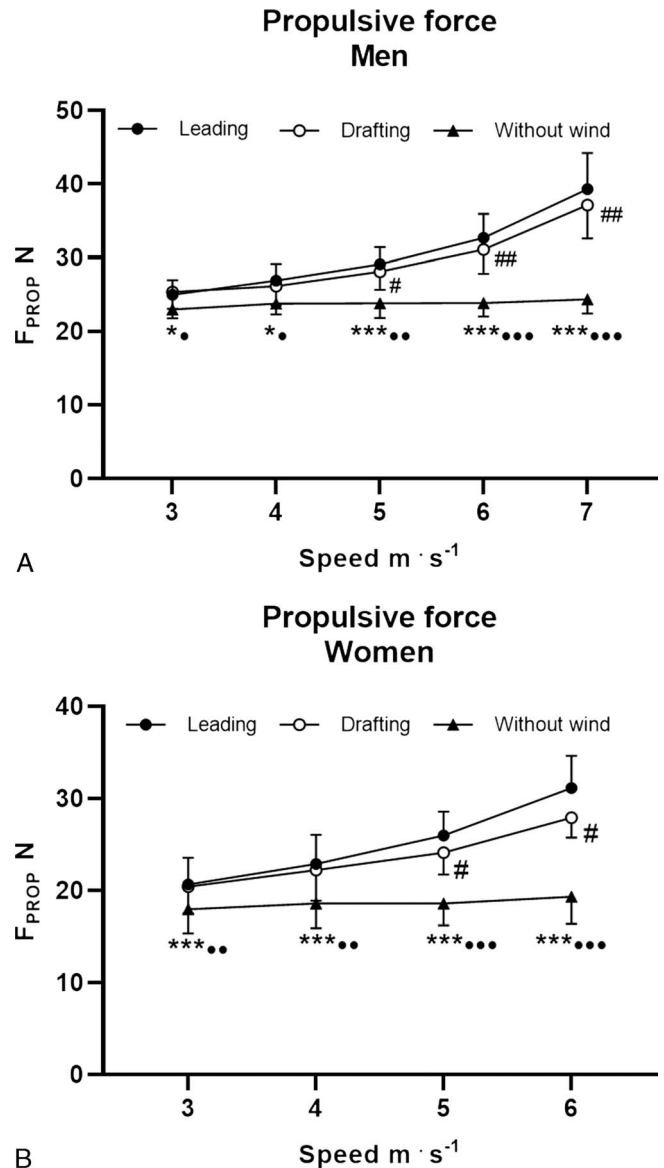 Propulsive force
Men
50
Leading Drafting Without wind
40
##
##
30
#
F_PROP N
20
*• *• ***•• ***••• ***•••
10
0
3 4 5 6 7
A
Speed m · s⁻¹
Propulsive force
Women
40
Leading Drafting Without wind
30
#
#
F_PROP N
20
***•• ***•• ***••• ***•••
10
0
3 4 5 6
B
Speed m · s⁻¹